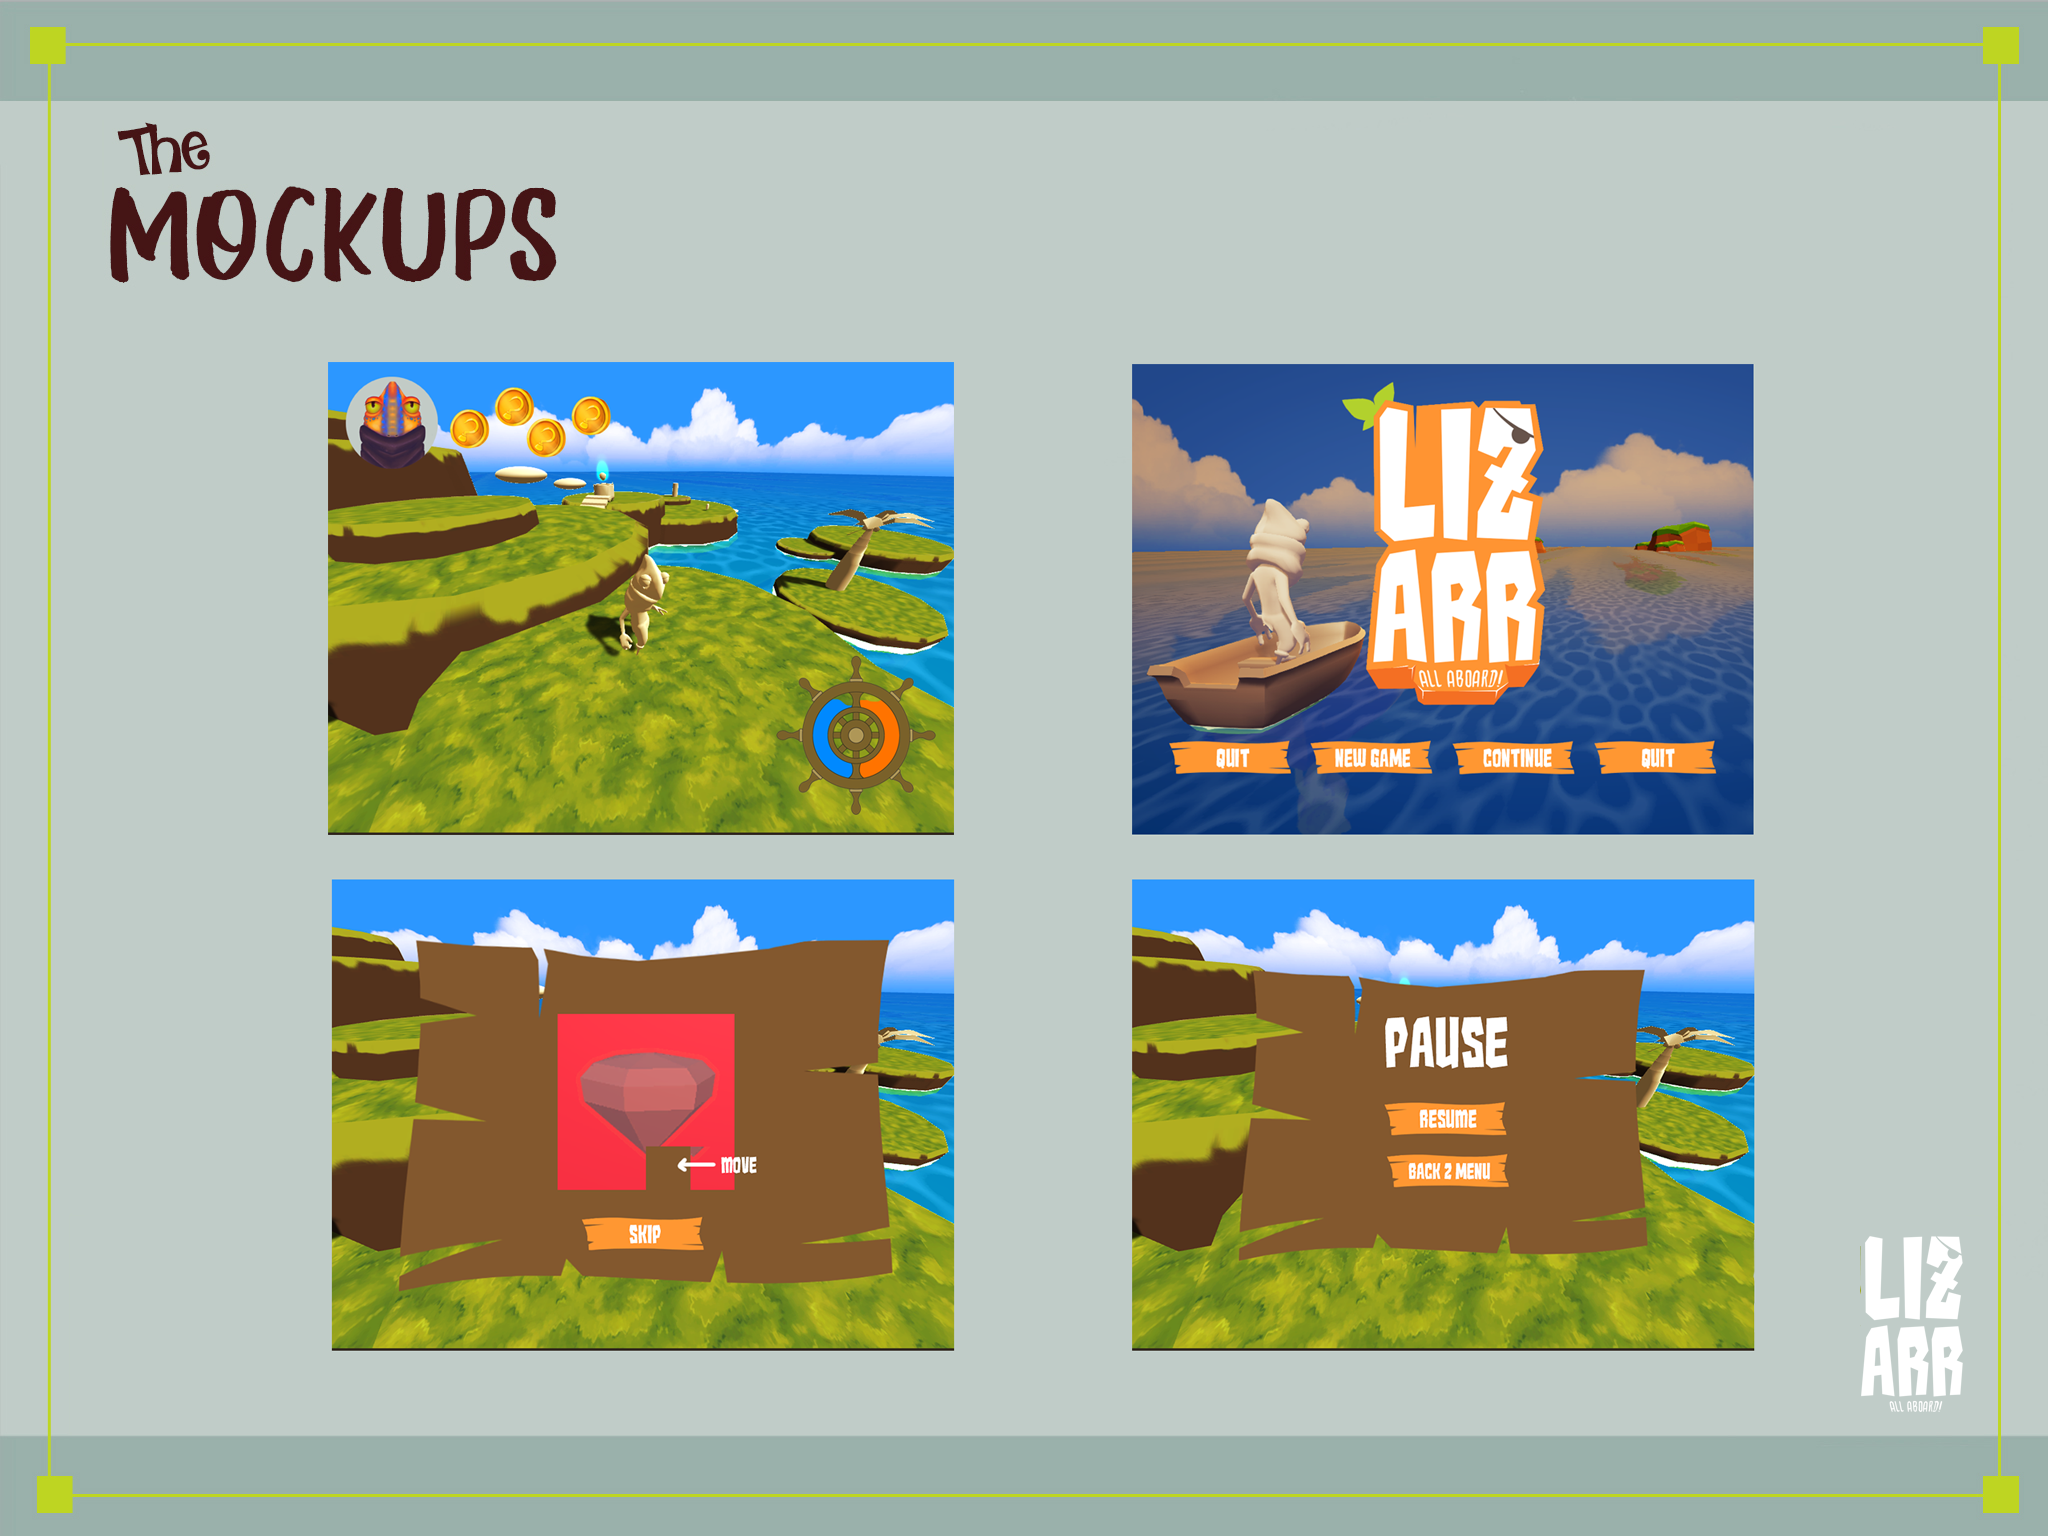 The
MOCKUPS
LIZ
ARR
ALL ABOARD!
QUIT NEW GAME CONTINUE QUIT
MOVE
SKIP
PAUSE
RESUME
BACK 2 MENU
LIZ
ARR
ALL ABOARD!